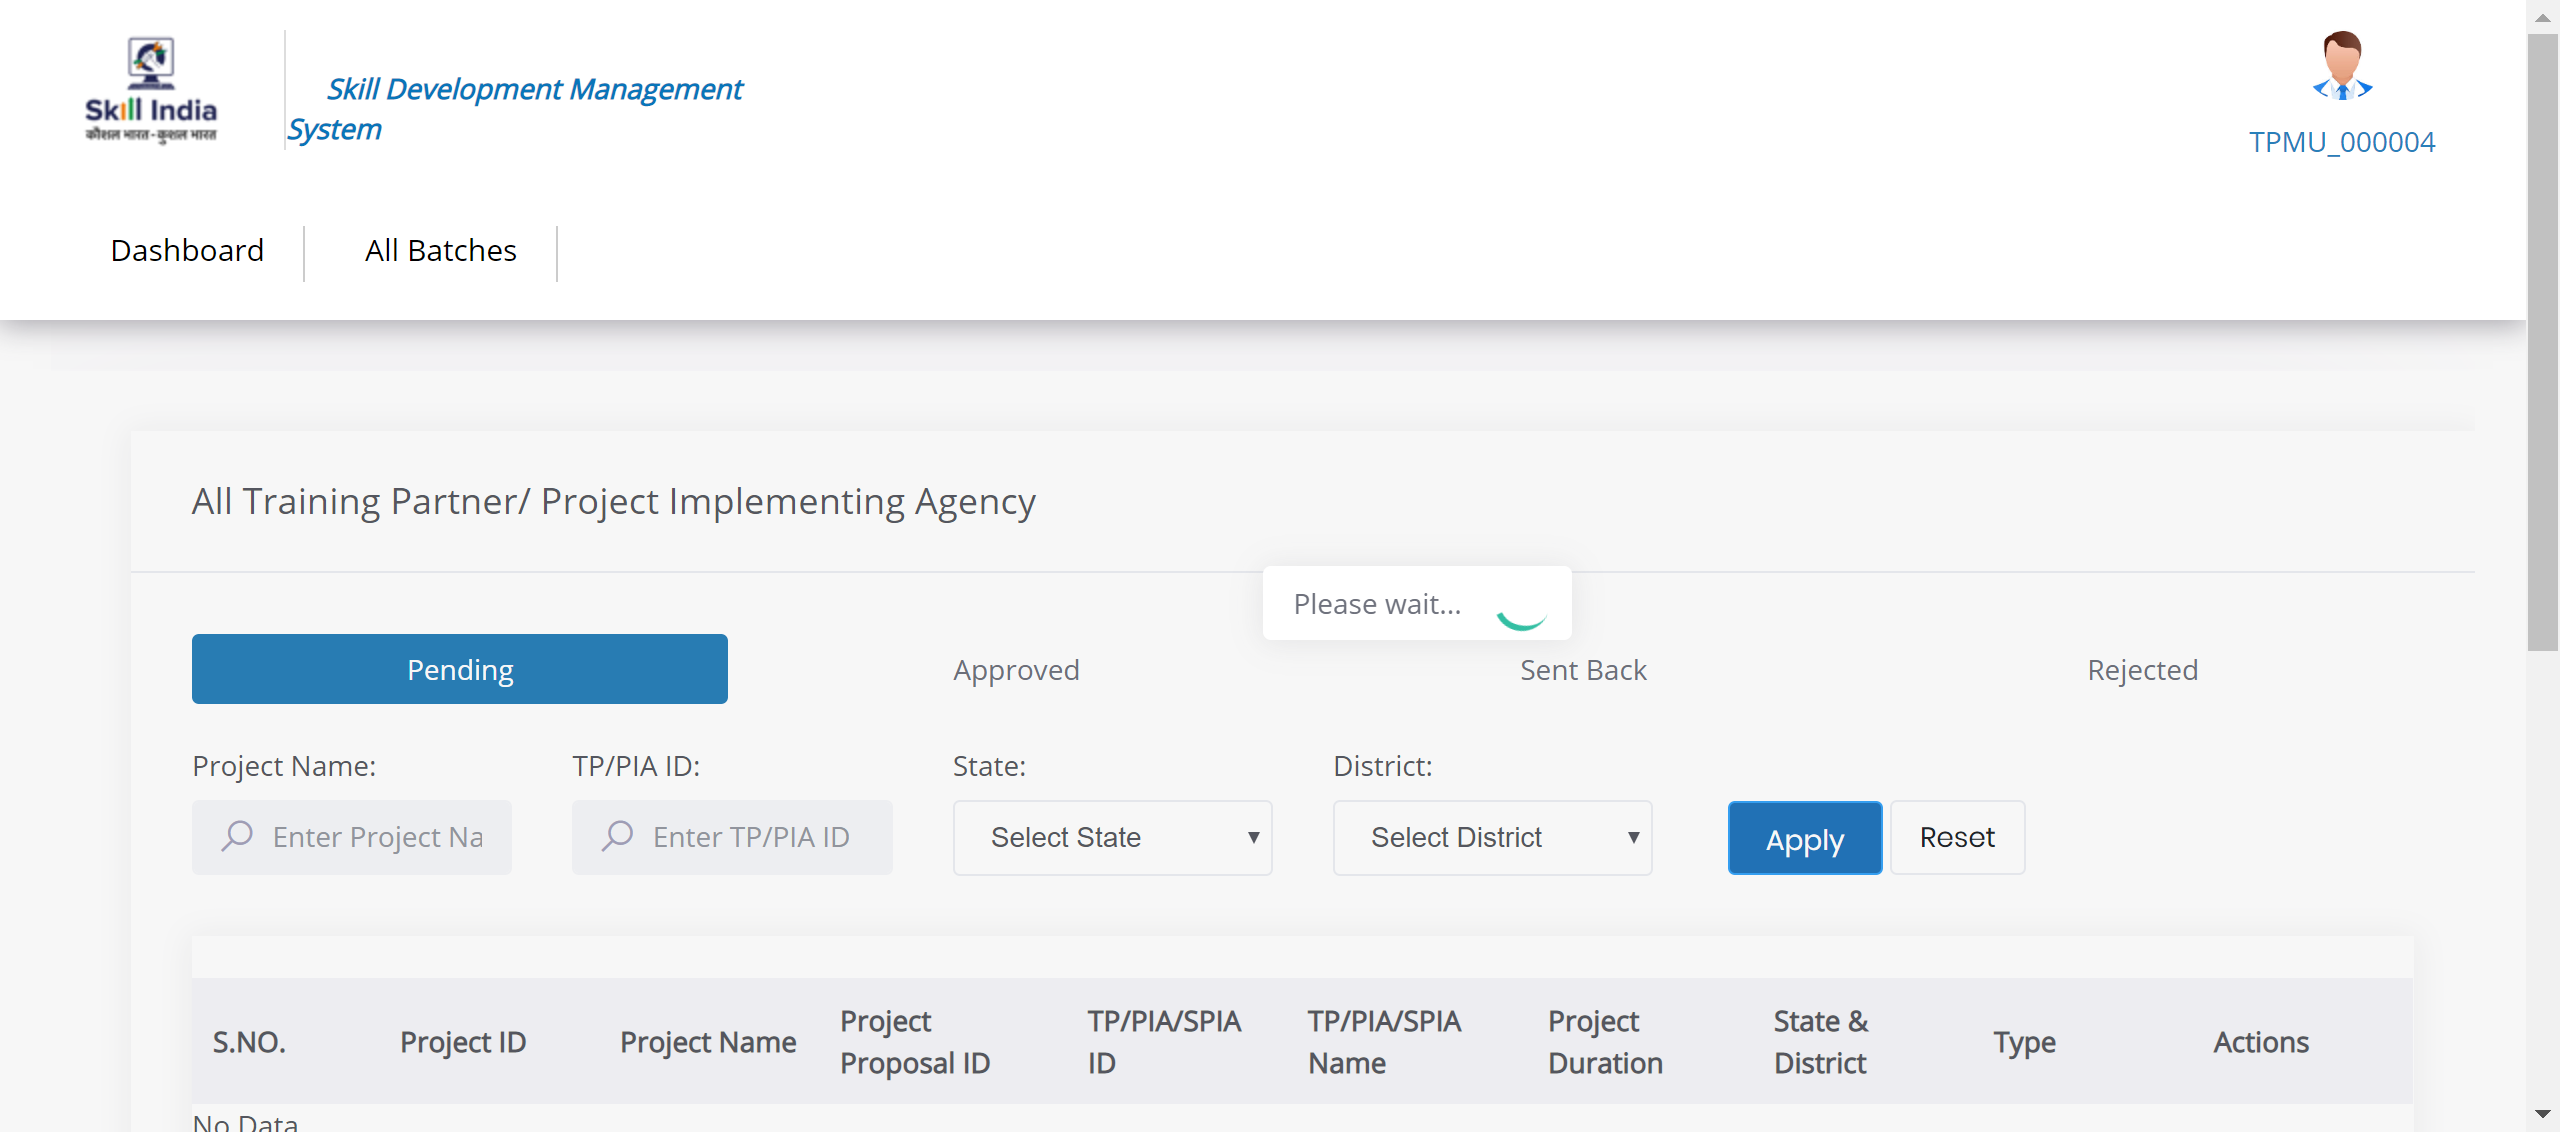 Skill India
कौशल भारत-कुशल भारत
Skill Development Management
System
TPMU_000004
Dashboard
All Batches
All Training Partner/ Project Implementing Agency
Please wait...
Pending
Approved
Sent Back
Rejected
Project Name:
TP/PIA ID:
State:
District:
Enter Project Na
Enter TP/PIA ID
Select State
Select District
Apply
Reset
S.NO.
Project ID
Project Name
Project
Proposal ID
TP/PIA/SPIA
ID
TP/PIA/SPIA
Name
Project
Duration
State &
District
Type
Actions
No Data